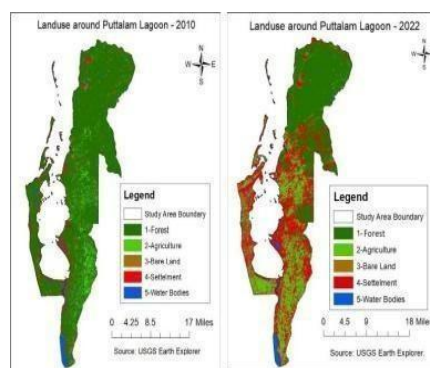 Landuse around Puttalam Lagoon - 2010
N
W E
S
Legend
Study Area Boundary
1-Forest
2-Agriculture
3-Bare Land
4-Settelment
5-Water Bodies
0 4.25 8.5 17 Miles
Source: USGS Earth Explorer.
Landuse around Puttalam Lagoon - 2022
N
W E
S
Legend
Study Area Boundary
1-Forest
2-Agriculture
3-Bare Land
4-Settelment
5-Water Bodies
0 4.5 9 18 Miles
Source: USGS Earth Explorer.